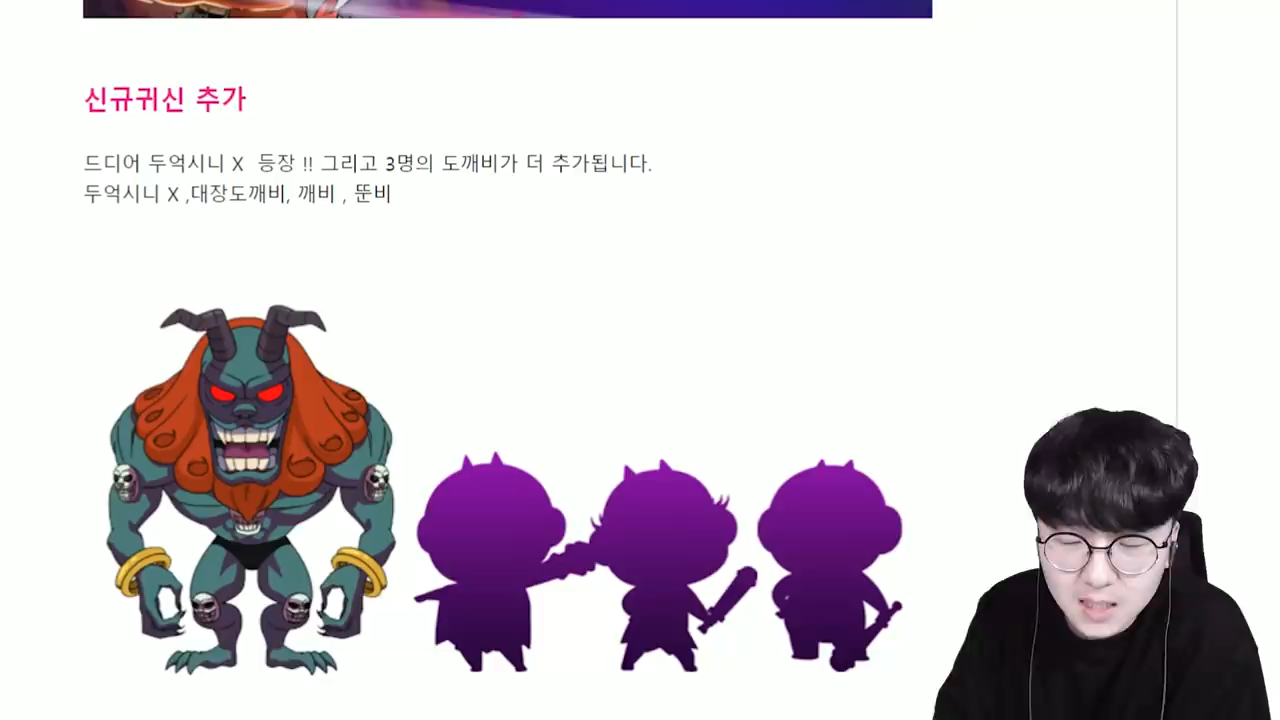 신규귀신 추가
드디어 두억시니 X 등장 !! 그리고 3명의 도깨비가 더 추가됩니다.
두억시니 X ,대장도깨비, 깨비 , 뚠비